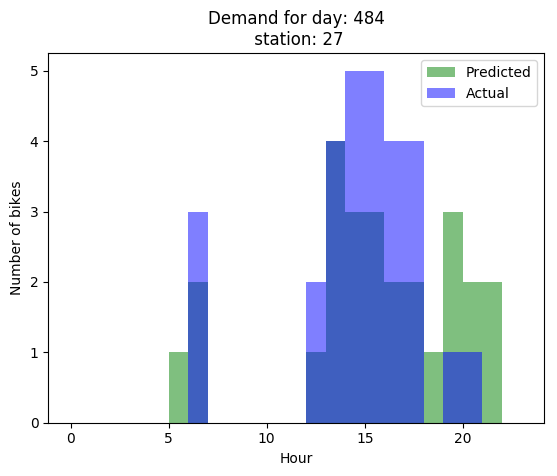 Demand for day: 484
station: 27
Predicted
Actual
Number of bikes
5
4
3
2
1
0
0 5 10 15 20
Hour